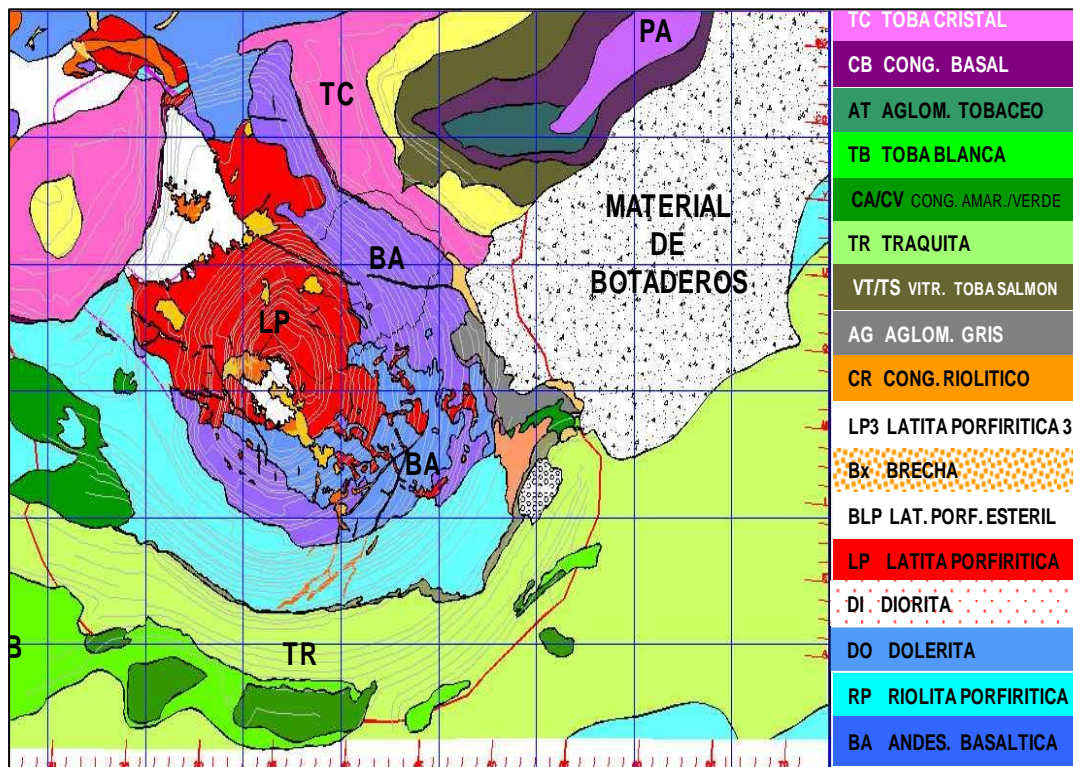 PA
TC
MATERIAL
DE
BOTADEROS
BA
LP
BA
TR
B
TC TOBA CRISTAL
CB CONG. BASAL
AT AGLOM. TOBACEO
TB TOBA BLANCA
CA/CV CONG. AMAR./VERDE
TR TRAQUITA
VT/TS VITR. TOBA SALMON
AG AGLOM. GRIS
CR CONG. RIOLITICO
LP3 LATITA PORFIRITICA 3
Bx BRECHA
BLP LAT. PORF. ESTERIL
LP LATITA PORFIRITICA
DI DIORITA
DO DOLERITA
RP RIOLITA PORFIRITICA
BA ANDES. BASALTICA